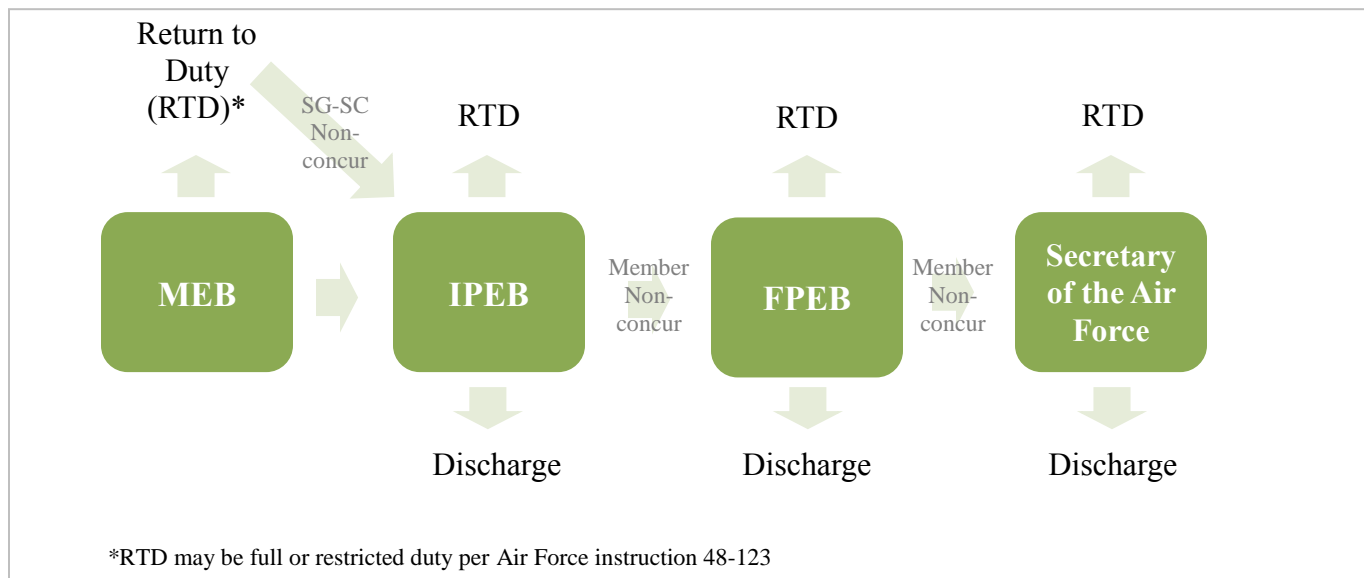 Return to
Duty
(RTD)*
SG-SC
Non-
concur
RTD
RTD
RTD
MEB
IPEB
Member
Non-
concur
FPEB
Member
Non-
concur
Secretary
of the Air
Force
Discharge
Discharge
Discharge
*RTD may be full or restricted duty per Air Force instruction 48-123